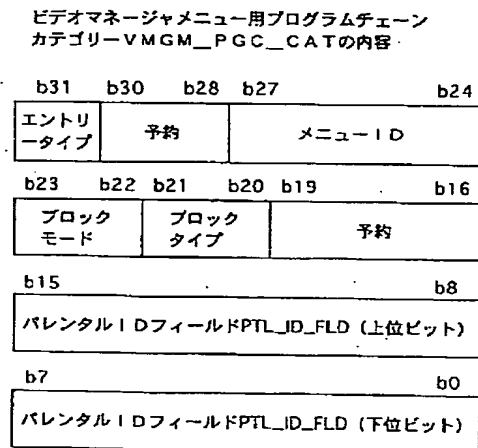 ビデオマネージャメニュー用プログラムチェーン
カテゴリーＶＭＧＭ＿ＰＧＣ＿ＣＡＴの内容
b31 b30 b28 b27 b24
エントリ
ータイプ 予約 メニューＩＤ
b23 b22 b21 b20 b19 b16
ブロック
モード ブロック
タイプ 予約
b15 b8
パレンタルＩＤフィールドPTL_ID_FLD（上位ビット）
b7 b0
パレンタルＩＤフィールドPTL_ID_FLD（下位ビット）